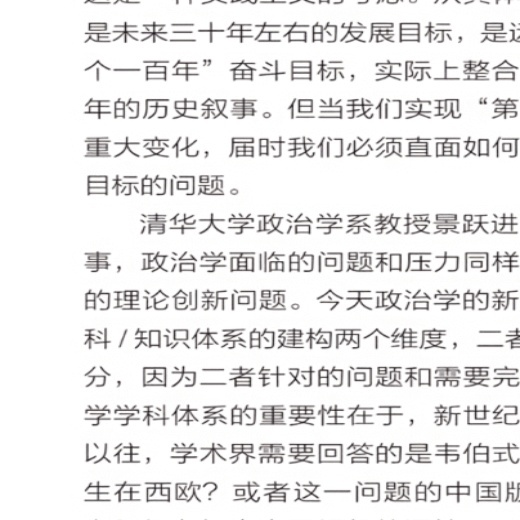 是未来三十年左右的发展目标，是
个一百年”奋斗目标，实际上整合
年的历史叙事。但当我们实现“第
重大变化，届时我们必须直面如何
目标的问题。
清华大学政治学系教授景跃进
事，政治学面临的问题和压力同样
的理论创新问题。今天政治学的新
科/知识体系的建构两个维度，二者
分，因为二者针对的问题和需要完
学学科体系的重要性在于，新世纪
以往，学术界需要回答的是韦伯式
生在西欧？或者这一问题的中国版